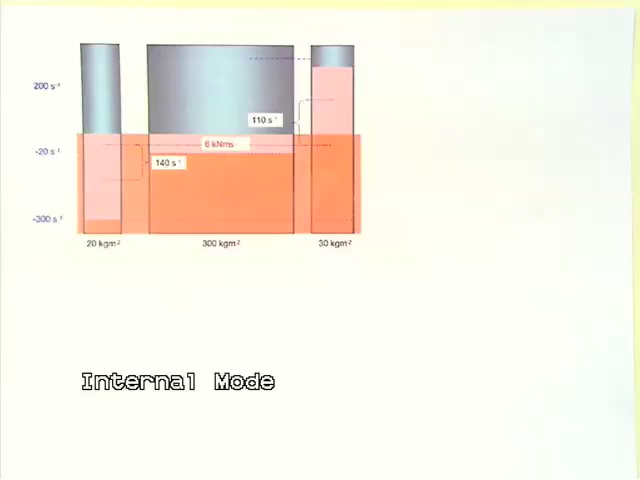 200 s⁻¹
110 s⁻¹
6 kNms
-20 s⁻¹
140 s⁻¹
-300 s⁻¹
20 kgm²
300 kgm²
30 kgm²
Internal Mode